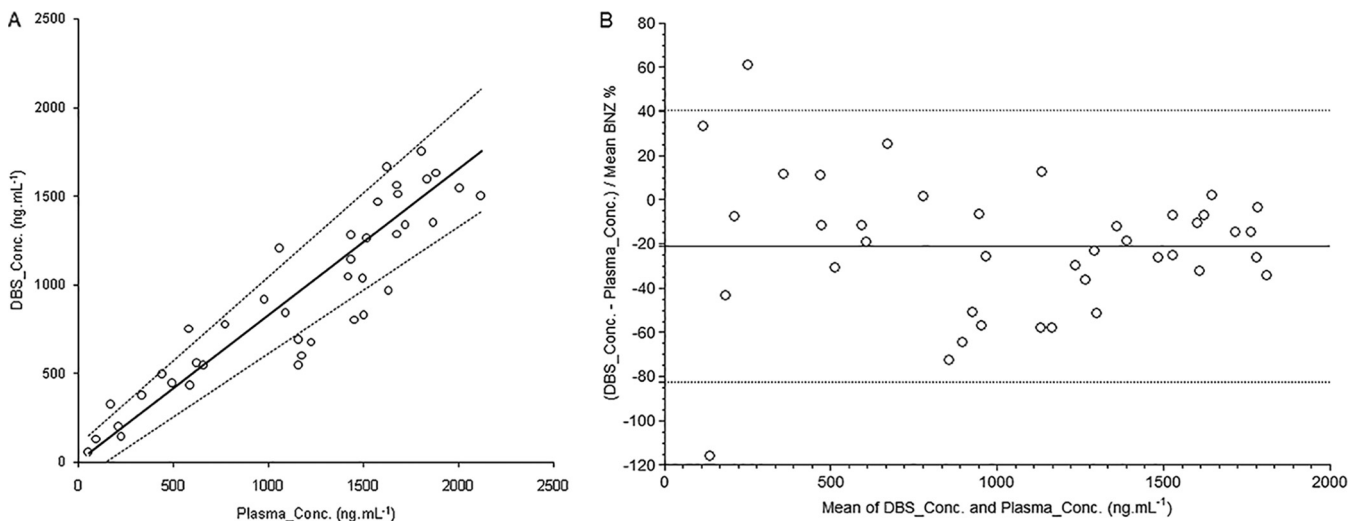 A
2500
2000
1500
1000
500
0
DBS_Conc. (ng.mL⁻¹)
0 500 1000 1500 2000 2500
Plasma_Conc. (ng.mL⁻¹)
B
80
60
40
20
0
-20
-40
-60
-80
-100
-120
(DBS_Conc. - Plasma_Conc.) / Mean BNZ %
0 500 1000 1500 2000
Mean of DBS_Conc. and Plasma_Conc. (ng.mL⁻¹)